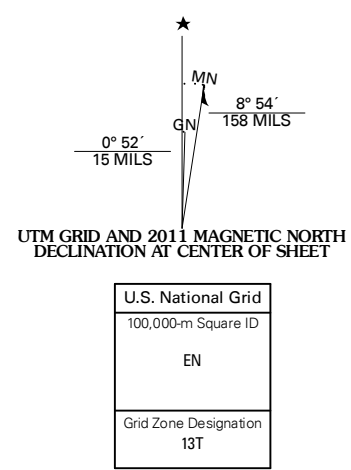 ★
MN
8° 54´
158 MILS
GN
0° 52´
15 MILS
UTM GRID AND 2011 MAGNETIC NORTH
DECLINATION AT CENTER OF SHEET
U.S. National Grid
100,000-m Square ID
EN
Grid Zone Designation
13T